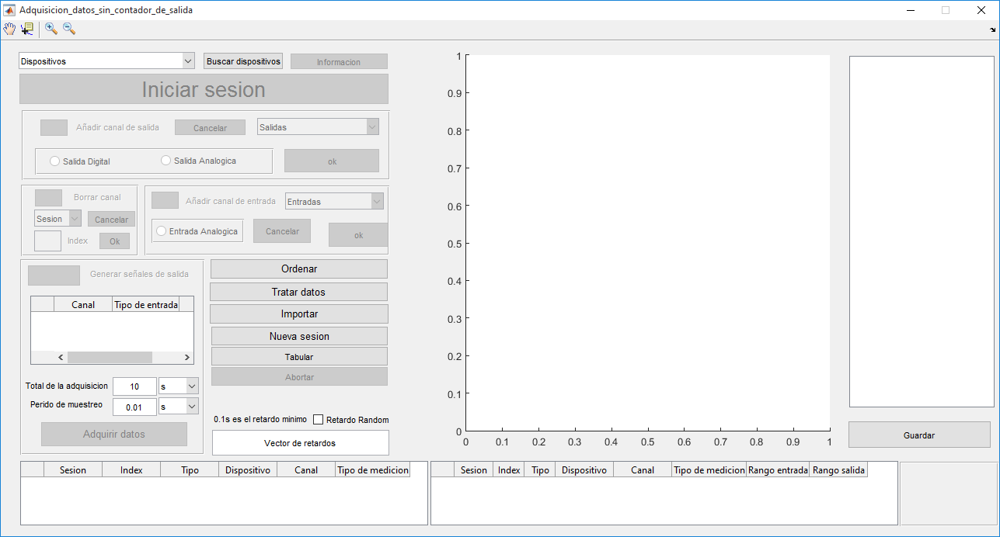 Adquisicion_datos_sin_contador_de_salida
Dispositivos
Buscar dispositivos
Informacion
Iniciar sesion
Añadir canal de salida
Cancelar
Salidas
Salida Digital
Salida Analogica
ok
Borrar canal
Sesion
Cancelar
Index
Ok
Añadir canal de entrada
Entradas
Entrada Analogica
Cancelar
ok
Generar señales de salida
Canal Tipo de entrada
Total de la adquisicion 10 s
Perido de muestreo 0.01 s
Adquirir datos
Ordenar
Tratar datos
Importar
Nueva sesion
Tabular
Abortar
0.1s es el retardo minimo Retardo Random
Vector de retardos
1
0.9
0.8
0.7
0.6
0.5
0.4
0.3
0.2
0.1
0
0 0.1 0.2 0.3 0.4 0.5 0.6 0.7 0.8 0.9 1
Guardar
Sesion Index Tipo Dispositivo Canal Tipo de medicion
Sesion Index Tipo Dispositivo Canal Tipo de medicion Rango entrada Rango salida